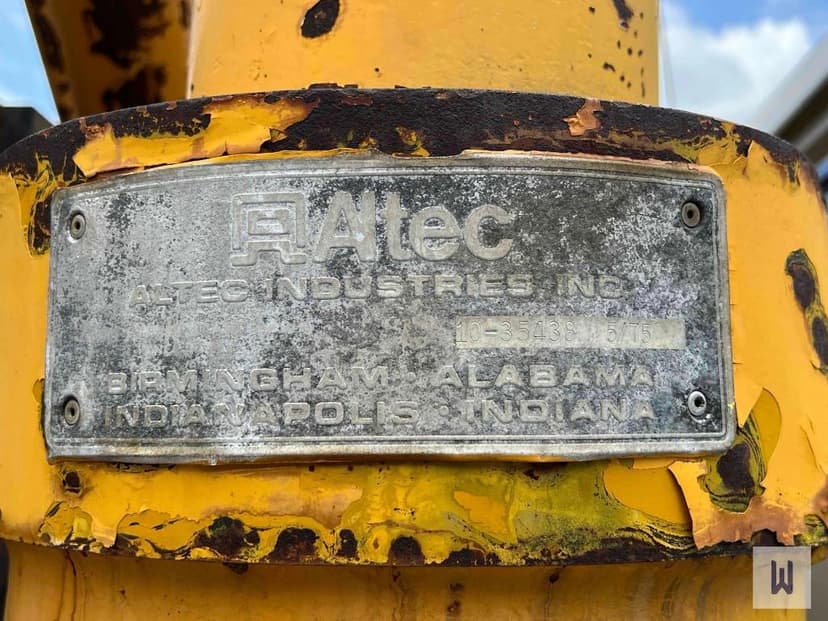 Altec
ALTEC INDUSTRIES, INC.
10-35438 5/75
BIRMINGHAM · ALABAMA
INDIANAPOLIS · INDIANA
W